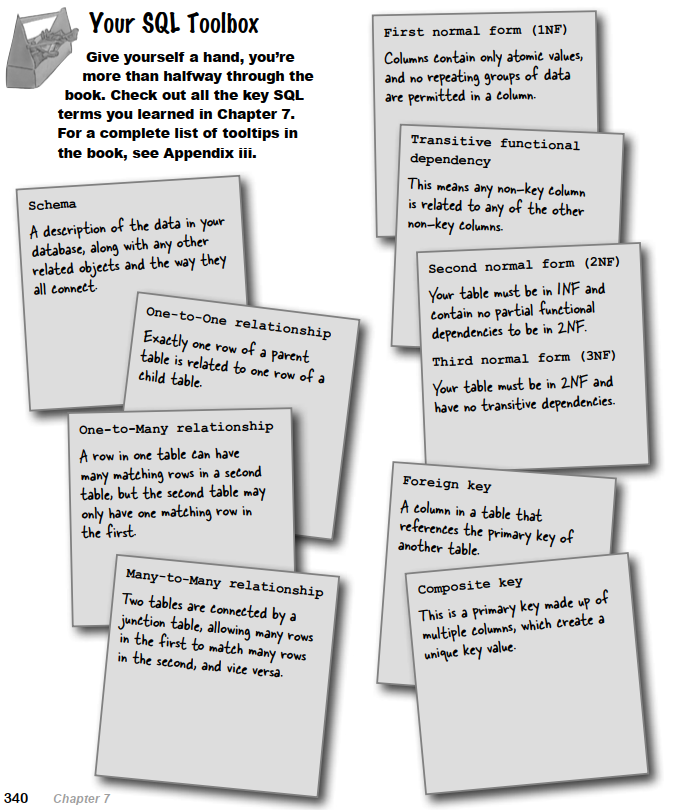 Your SQL Toolbox
Give yourself a hand, you're
more than halfway through the
book. Check out all the key SQL
terms you learned in Chapter 7.
For a complete list of tooltips in
the book, see Appendix iii.
Schema
A description of the data in your
database, along with any other
related objects and the way they
all connect.
One-to-One relationship
Exactly one row of a parent
table is related to one row of a
child table.
One-to-Many relationship
A row in one table can have
many matching rows in a second
table, but the second table may
only have one matching row in
the first.
Many-to-Many relationship
Two tables are connected by a
junction table, allowing many rows
in the first to match many rows
in the second, and vice versa.
First normal form (1NF)
Columns contain only atomic values,
and no repeating groups of data
are permitted in a column.
Transitive functional
dependency
This means any non-key column
is related to any of the other
non-key columns.
Second normal form (2NF)
Your table must be in 1NF and
contain no partial functional
dependencies to be in 2NF.
Third normal form (3NF)
Your table must be in 2NF and
have no transitive dependencies.
Foreign key
A column in a table that
references the primary key of
another table.
Composite key
This is a primary key made up of
multiple columns, which create a
unique key value.
340 Chapter 7